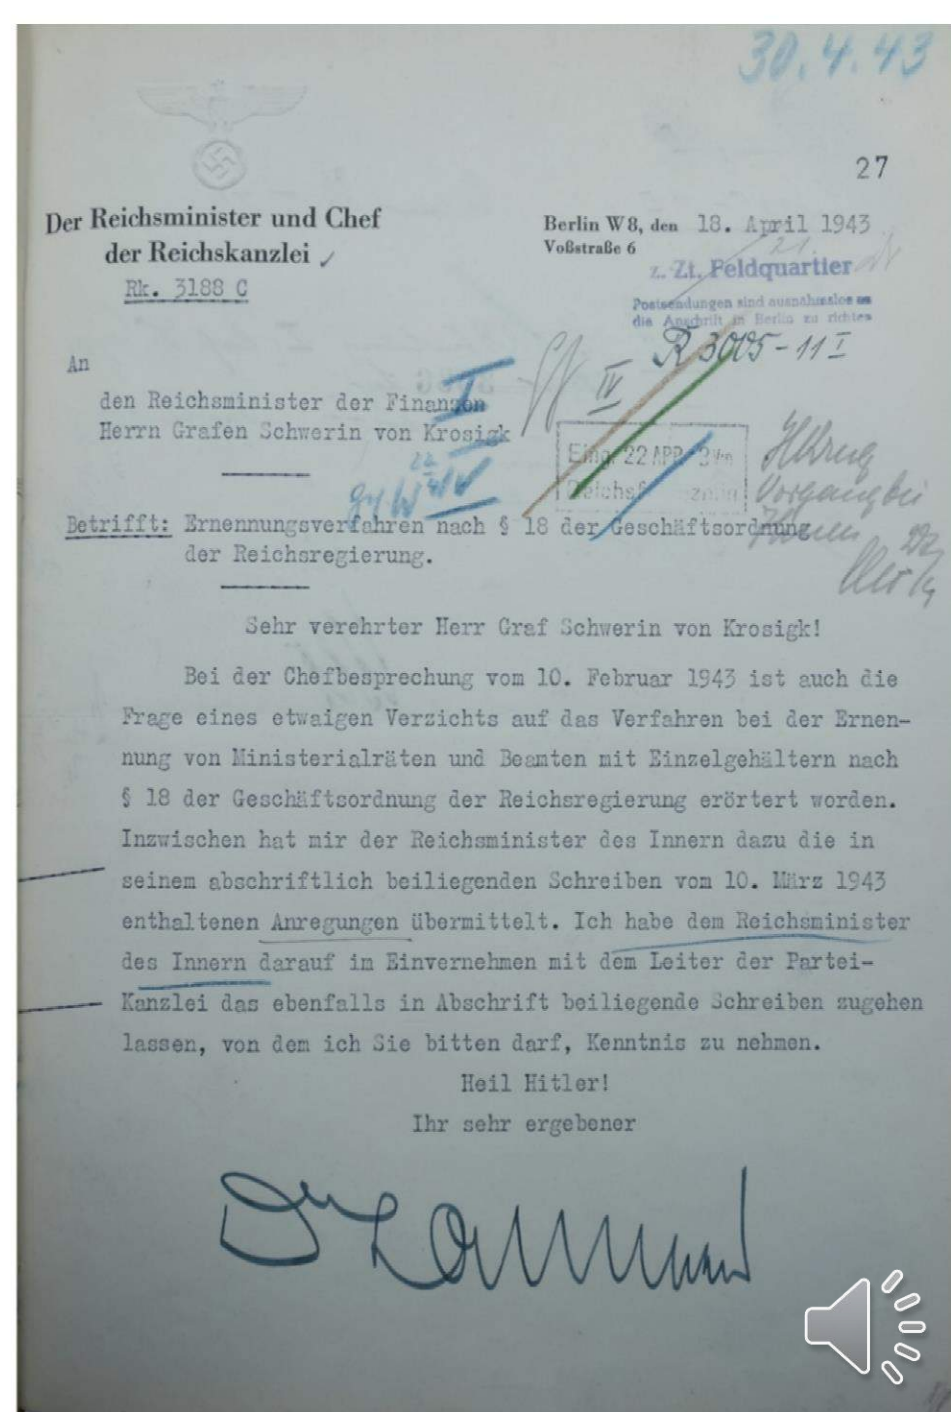 30.4.43
27
Der Reichsminister und Chef
der Reichskanzlei
Rk. 3188 C
Berlin W8, den 18. April 1943
Voßstraße 6
21.
z. Zt. Feldquartier
Postsendungen sind ausnahmslos an
die Anschrift in Berlin zu richten
R 3005-11 I
IV
I
An
den Reichsminister der Finanzen
Herrn Grafen Schwerin von Krosigk
Eing. 22 APR
Vorgang bei
Ihnen
Betrifft: Ernennungsverfahren nach § 18 der Geschäftsordnung
der Reichsregierung.
Sehr verehrter Herr Graf Schwerin von Krosigk!
Bei der Chefbesprechung vom 10. Februar 1943 ist auch die
Frage eines etwaigen Verzichts auf das Verfahren bei der Ernen-
nung von Ministerialräten und Beamten mit Einzelgehältern nach
§ 18 der Geschäftsordnung der Reichsregierung erörtert worden.
Inzwischen hat mir der Reichsminister des Innern dazu die in
seinem abschriftlich beiliegenden Schreiben vom 10. März 1943
enthaltenen Anregungen übermittelt. Ich habe dem Reichsminister
des Innern darauf im Einvernehmen mit dem Leiter der Partei-
Kanzlei das ebenfalls in Abschrift beiliegende Schreiben zugehen
lassen, von dem ich Sie bitten darf, Kenntnis zu nehmen.
Heil Hitler!
Ihr sehr ergebener
Dr Lammers